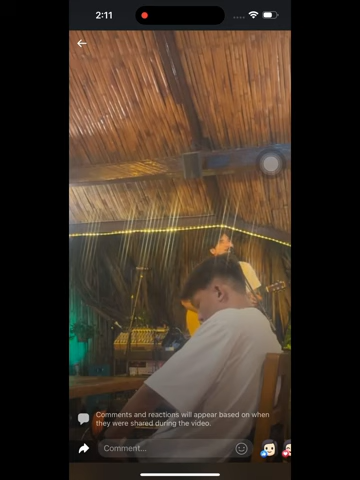 2:11
Comments and reactions will appear based on when
they were shared during the video.
Comment...